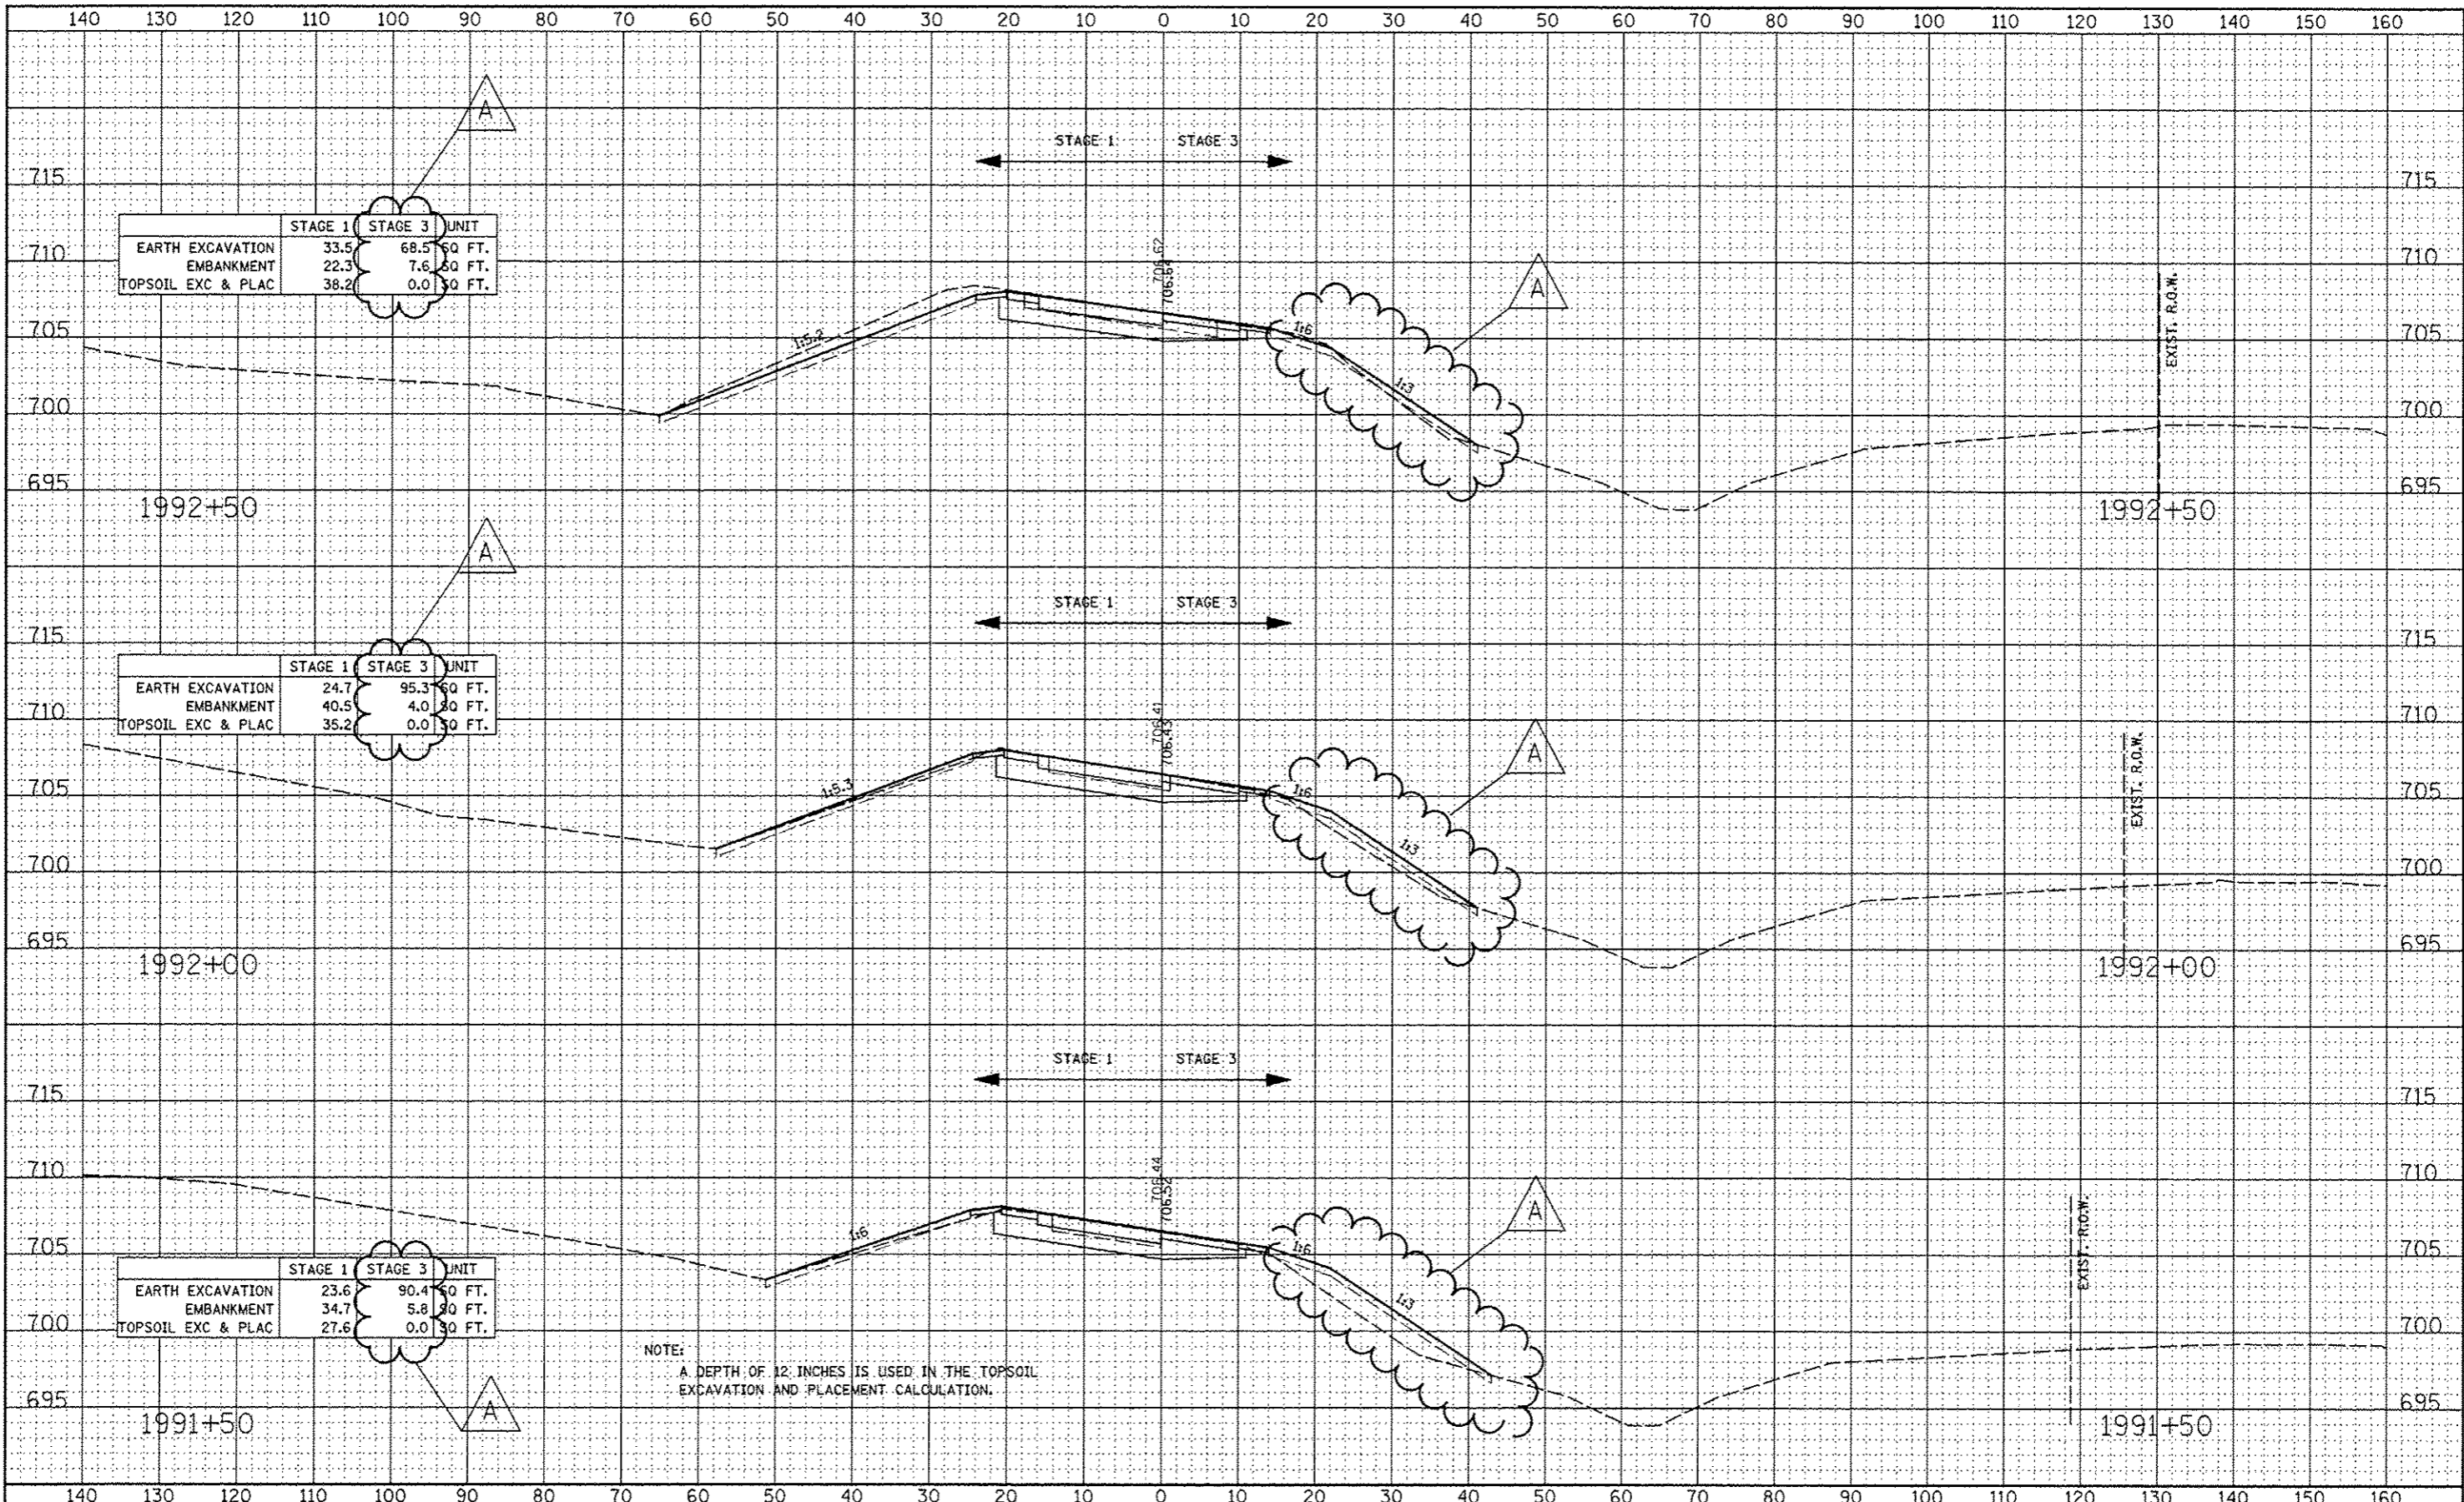 140 130 120 110 100 90 80 70 60 50 40 30 20 10 0 10 20 30 40 50 60 70 80 90 100 110 120 130 140 150 160
A
STAGE 1 STAGE 3
715 715
STAGE 1 STAGE 3 UNIT
EARTH EXCAVATION 33.5 68.5 SQ FT.
EMBANKMENT 22.3 7.6 SQ FT.
TOPSOIL EXC & PLAC 38.2 0.0 SQ FT.
710 710
706.62
706.64
A
EXIST. R.O.W.
705 705
1:5.2
1:6
1:3
700 700
695 695
1992+50 1992+50
A
STAGE 1 STAGE 3
715 715
STAGE 1 STAGE 3 UNIT
EARTH EXCAVATION 24.7 95.3 SQ FT.
EMBANKMENT 40.5 4.0 SQ FT.
TOPSOIL EXC & PLAC 35.2 0.0 SQ FT.
710 710
706.41
706.43
A
EXIST. R.O.W.
705 705
1:5.3
1:6
1:3
700 700
695 695
1992+00 1992+00
STAGE 1 STAGE 3
715 715
710 710
706.44
706.52
A
EXIST. R.O.W.
1:6
1:6
1:3
705 705
STAGE 1 STAGE 3 UNIT
EARTH EXCAVATION 23.6 90.4 SQ FT.
EMBANKMENT 34.7 5.8 SQ FT.
TOPSOIL EXC & PLAC 27.6 0.0 SQ FT.
700 700
NOTE:
A DEPTH OF 12 INCHES IS USED IN THE TOPSOIL
EXCAVATION AND PLACEMENT CALCULATION.
695 695
A
1991+50 1991+50
140 130 120 110 100 90 80 70 60 50 40 30 20 10 0 10 20 30 40 50 60 70 80 90 100 110 120 130 140 150 160